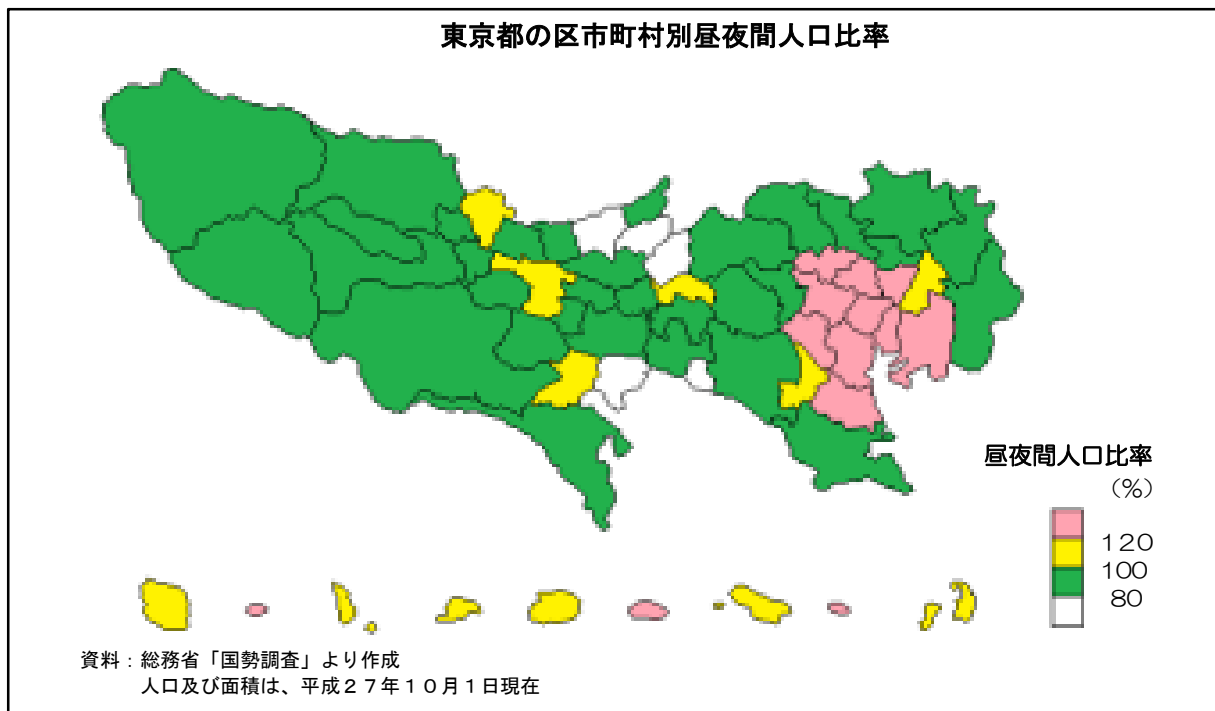 東京都の区市町村別昼夜間人口比率
昼夜間人口比率
(%)
120
100
80
資料：総務省「国勢調査」より作成
人口及び面積は、平成27年10月1日現在